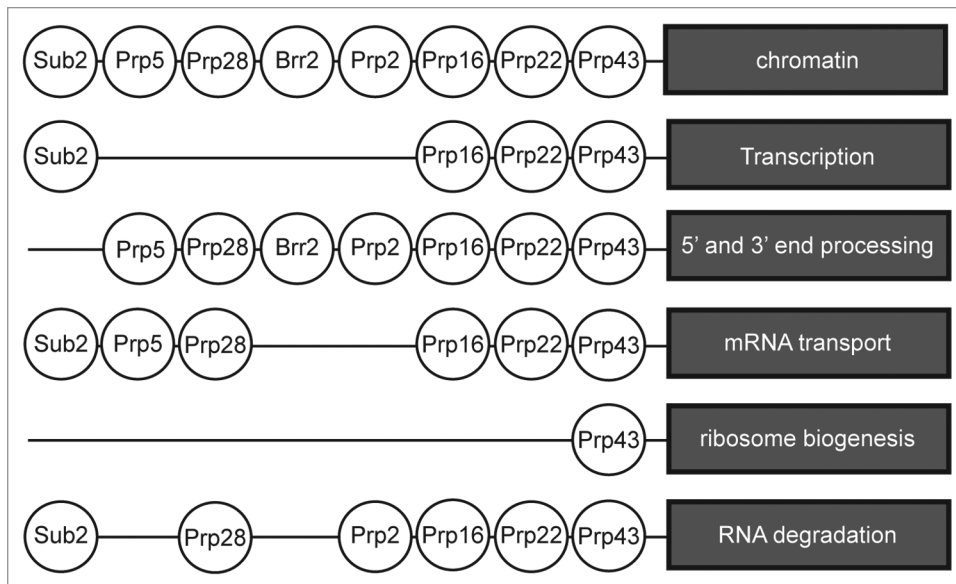 Sub2 Prp5 Prp28 Brr2 Prp2 Prp16 Prp22 Prp43 chromatin
Sub2 Prp16 Prp22 Prp43 Transcription
Prp5 Prp28 Brr2 Prp2 Prp16 Prp22 Prp43 5’ and 3’ end processing
Sub2 Prp5 Prp28 Prp16 Prp22 Prp43 mRNA transport
Prp43 ribosome biogenesis
Sub2 Prp28 Prp2 Prp16 Prp22 Prp43 RNA degradation